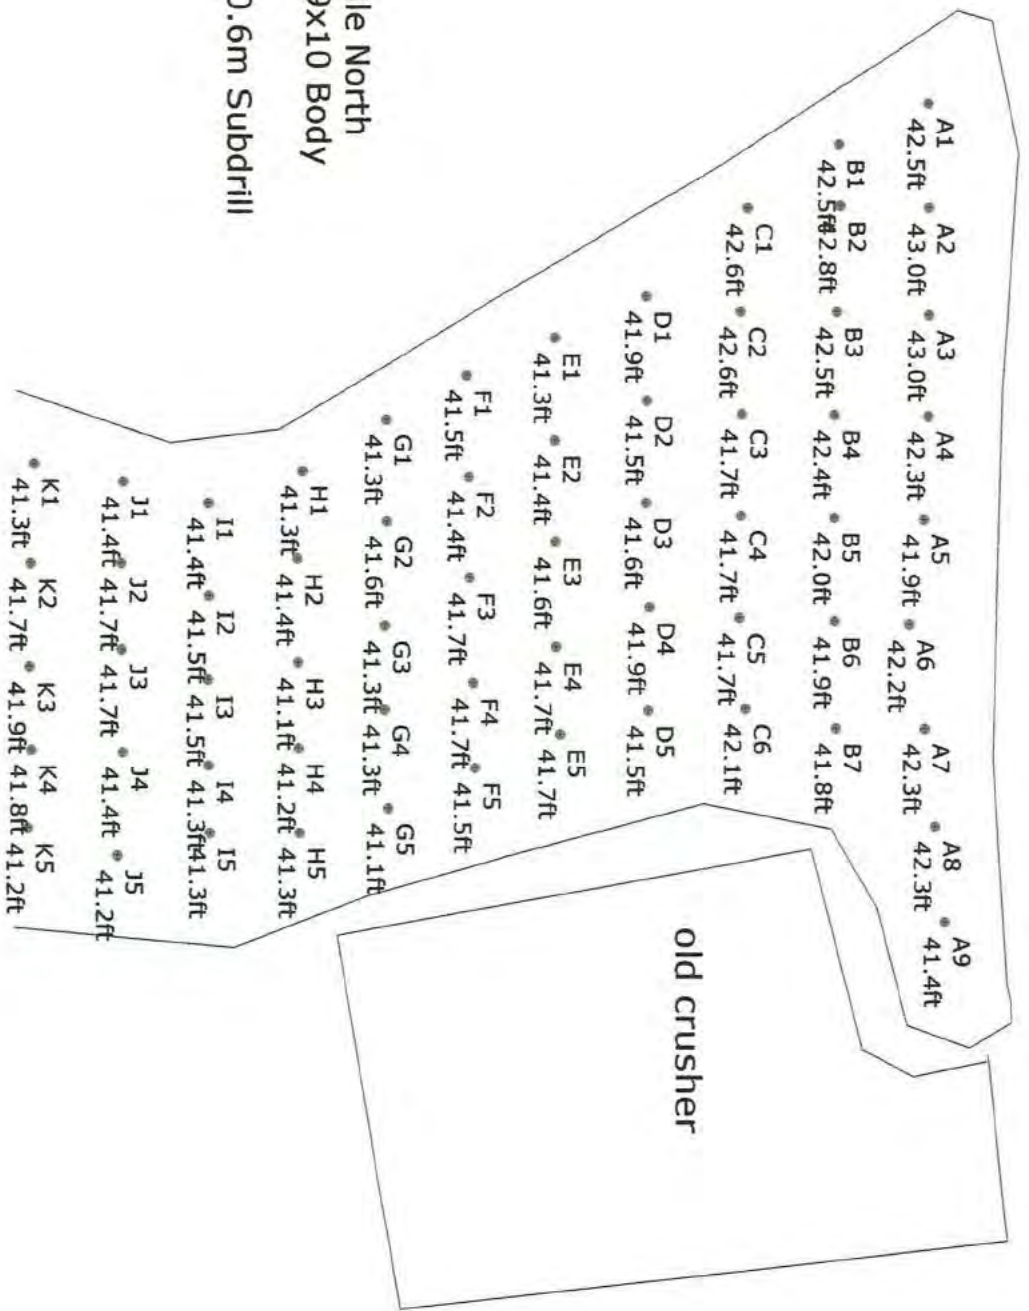 A1
42.5ft
A2
43.0ft
A3
43.0ft
A4
42.3ft
A5
41.9ft
A6
42.2ft
A7
42.3ft
A8
42.3ft
A9
41.4ft
B1
42.5ft
B2
42.8ft
B3
42.5ft
B4
42.4ft
B5
42.0ft
B6
41.9ft
B7
41.8ft
C1
42.6ft
C2
42.6ft
C3
41.7ft
C4
41.7ft
C5
41.7ft
C6
42.1ft
D1
41.9ft
D2
41.5ft
D3
41.6ft
D4
41.9ft
D5
41.5ft
old crusher
E1
41.3ft
E2
41.4ft
E3
41.6ft
E4
41.7ft
E5
41.7ft
F1
41.5ft
F2
41.4ft
F3
41.7ft
F4
41.7ft
F5
41.5ft
G1
41.3ft
G2
41.6ft
G3
41.3ft
G4
41.3ft
G5
41.1ft
le North
9x10 Body
0.6m Subdrill
H1
41.3ft
H2
41.4ft
H3
41.1ft
H4
41.2ft
H5
41.3ft
I1
41.4ft
I2
41.5ft
I3
41.5ft
I4
41.3ft
I5
41.3ft
J1
41.4ft
J2
41.7ft
J3
41.7ft
J4
41.4ft
J5
41.2ft
K1
41.3ft
K2
41.7ft
K3
41.9ft
K4
41.8ft
K5
41.2ft